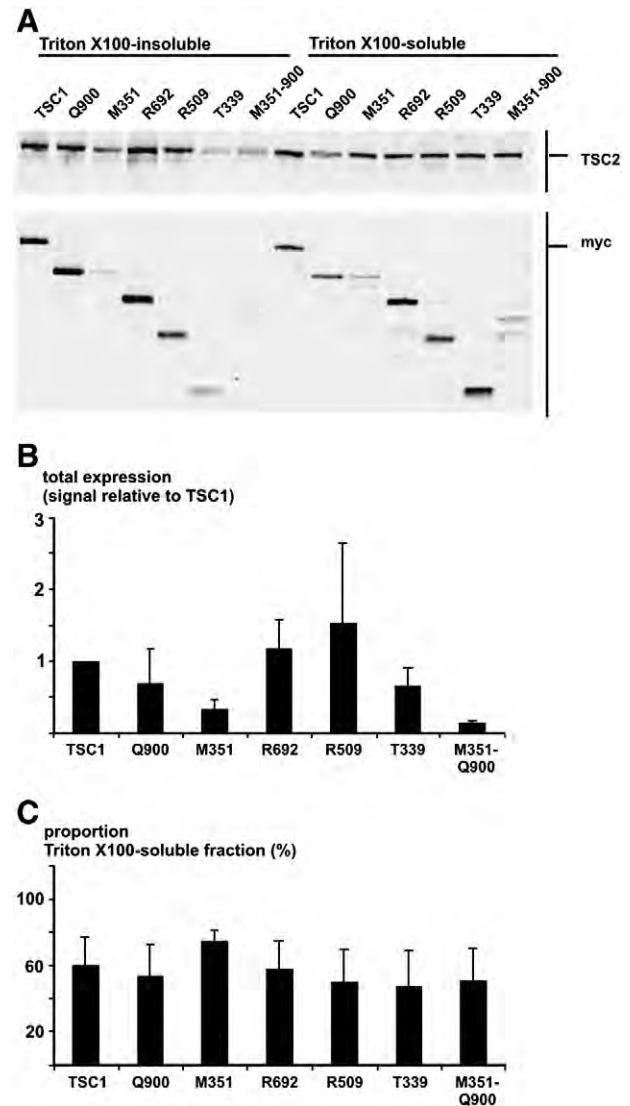 A
Triton X100-insoluble Triton X100-soluble
TSC1 Q900 M351 R692 R509 T339 M351-900 TSC1 Q900 M351 R692 R509 T339 M351-900
TSC2
myc
B
total expression
(signal relative to TSC1)
3
2
1
TSC1 Q900 M351 R692 R509 T339 M351-
Q900
C
proportion
Triton X100-soluble fraction (%)
100
60
20
TSC1 Q900 M351 R692 R509 T339 M351-
Q900